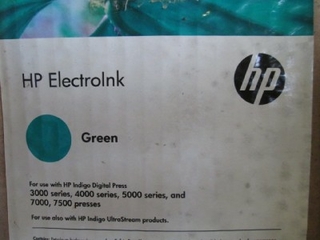 HP ElectroInk
hp
Green
For use with HP Indigo Digital Press
3000 series, 4000 series, 5000 series, and
7000, 7500 presses
For use also with HP Indigo UltraStream products.